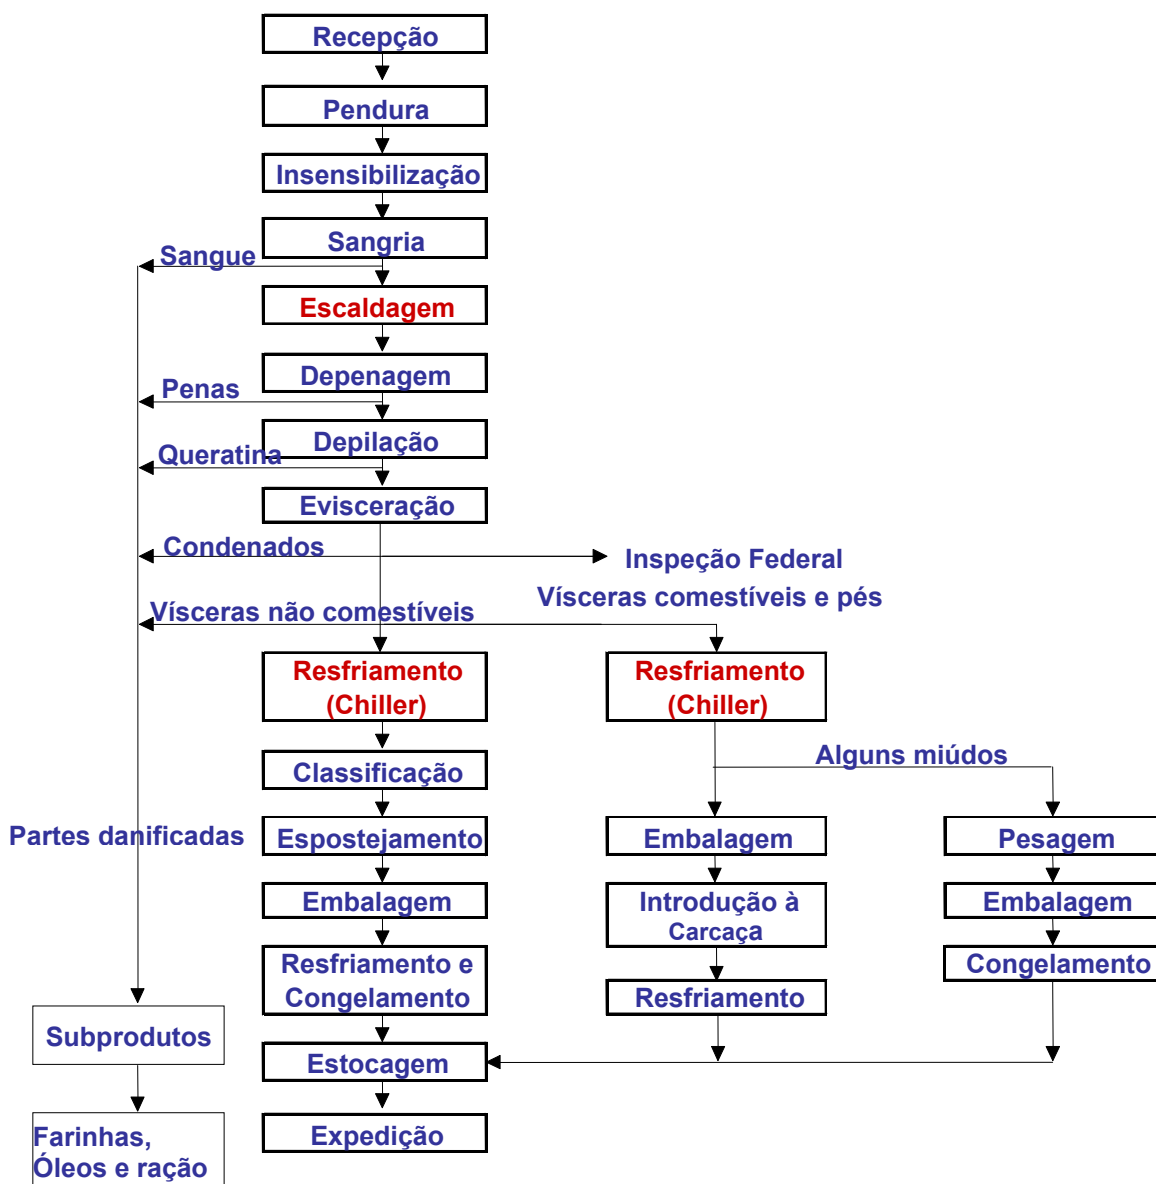 Recepção
Pendura
Insensibilização
Sangria
Sangue
Escaldagem
Depenagem
Penas
Depilação
Queratina
Evisceração
Condenados
Inspeção Federal
Vísceras comestíveis e pés
Vísceras não comestíveis
Resfriamento
(Chiller)
Resfriamento
(Chiller)
Alguns miúdos
Classificação
Partes danificadas
Espostejamento
Embalagem
Pesagem
Embalagem
Introdução à
Carcaça
Embalagem
Resfriamento e
Congelamento
Resfriamento
Congelamento
Subprodutos
Estocagem
Expedição
Farinhas,
Óleos e ração